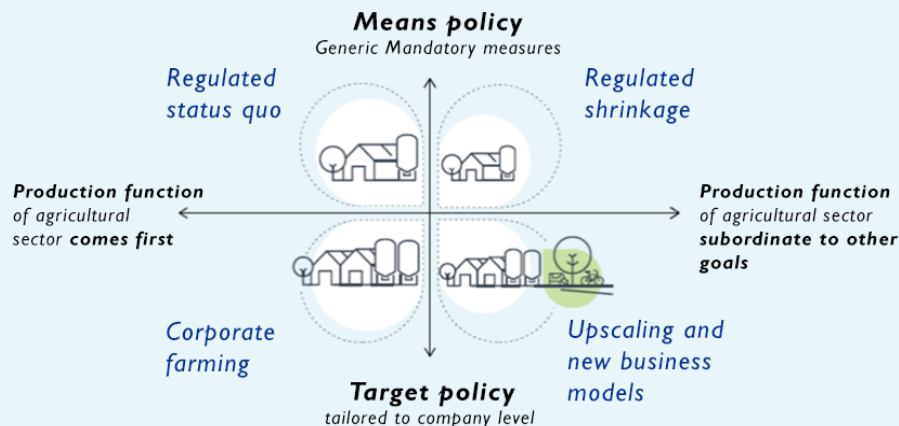 Means policy
Generic Mandatory measures
Regulated
status quo
Regulated
shrinkage
Production function
of agricultural
sector comes first
Production function
of agricultural sector
subordinate to other
goals
Corporate
farming
Upscaling and
new business
models
Target policy
tailored to company level